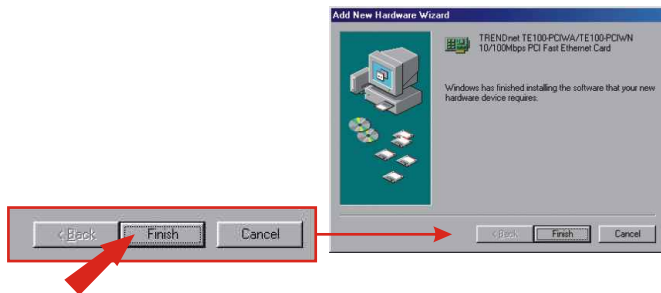 Add New Hardware Wizard
TRENDnet TE100-PCIWA/TE100-PCIWN
10/100Mbps PCI Fast Ethernet Card
Windows has finished installing the software that your new
hardware device requires.
< Back Finish Cancel
< Back Finish Cancel